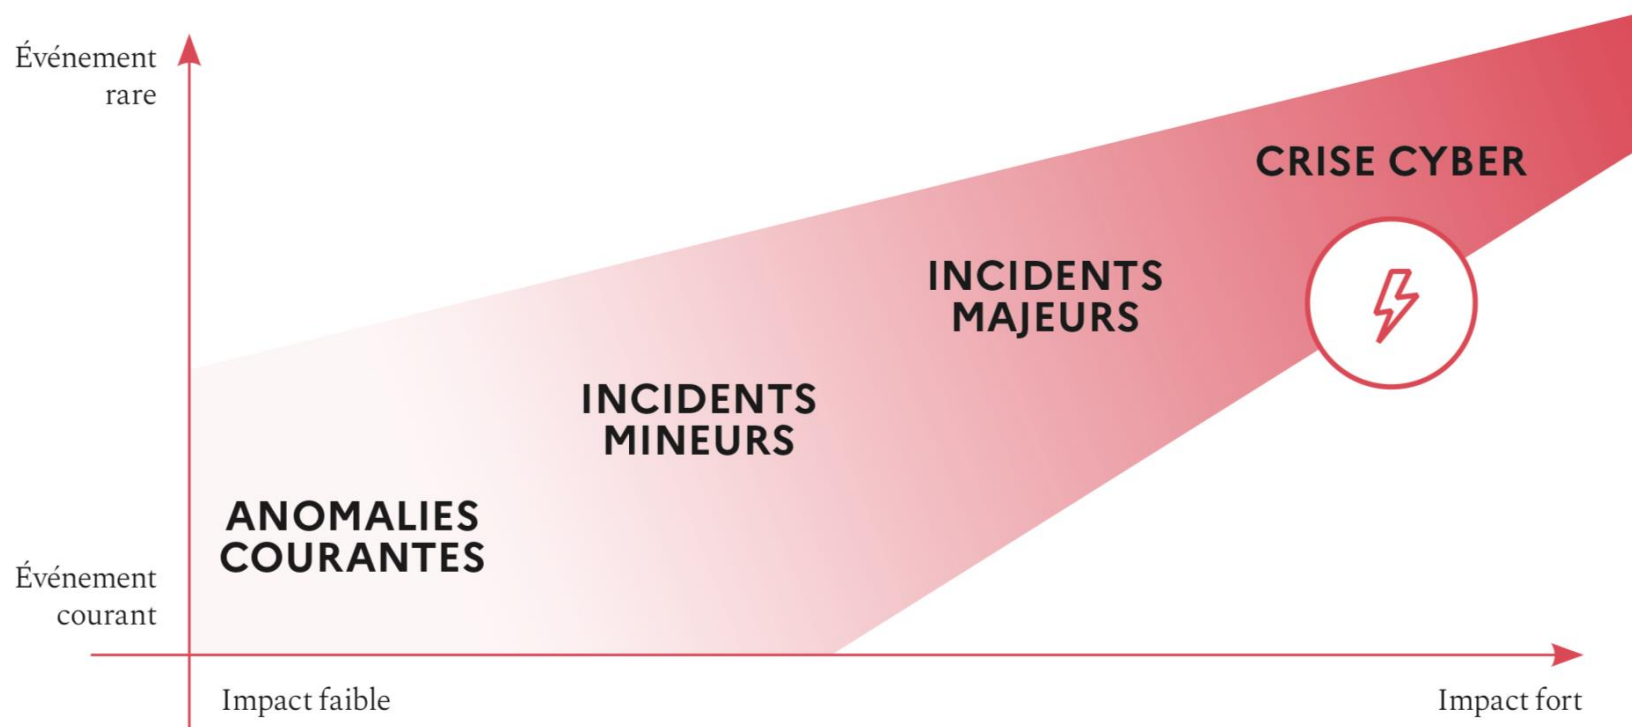 Événement
rare
CRISE CYBER
INCIDENTS
MAJEURS
INCIDENTS
MINEURS
ANOMALIES
COURANTES
Événement
courant
Impact faible
Impact fort